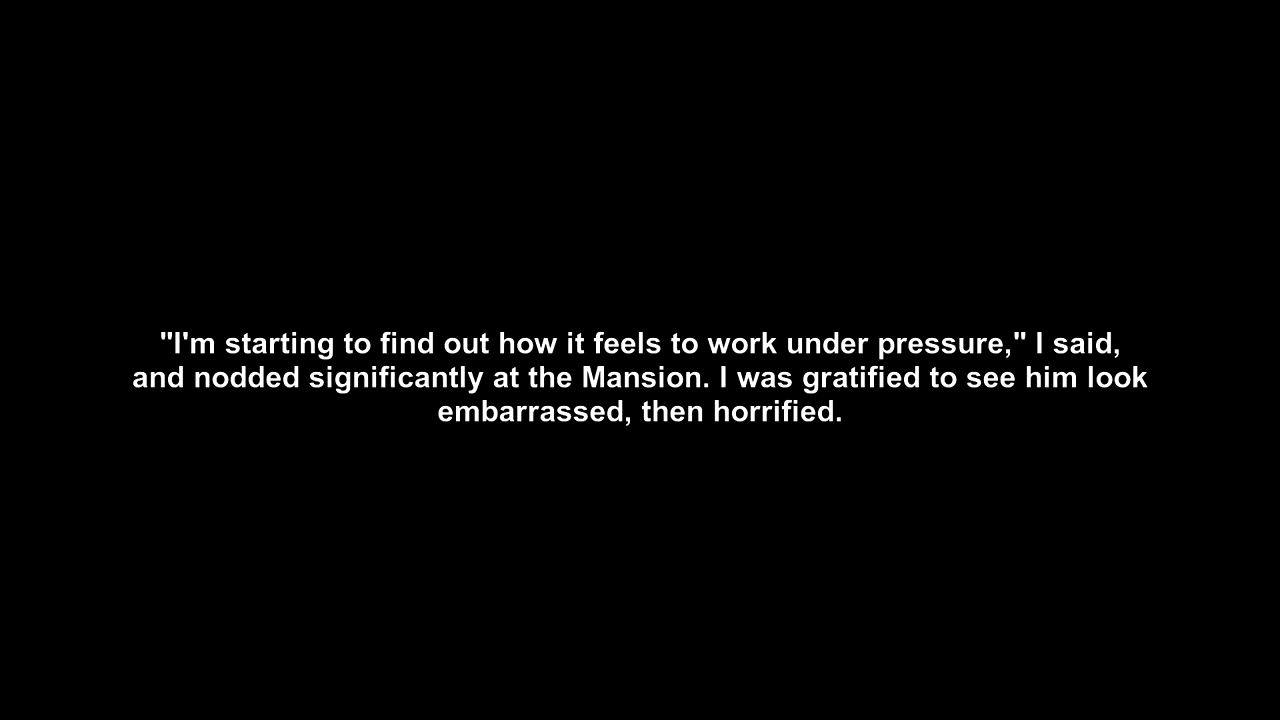 "I'm starting to find out how it feels to work under pressure," I said,
and nodded significantly at the Mansion. I was gratified to see him look
embarrassed, then horrified.